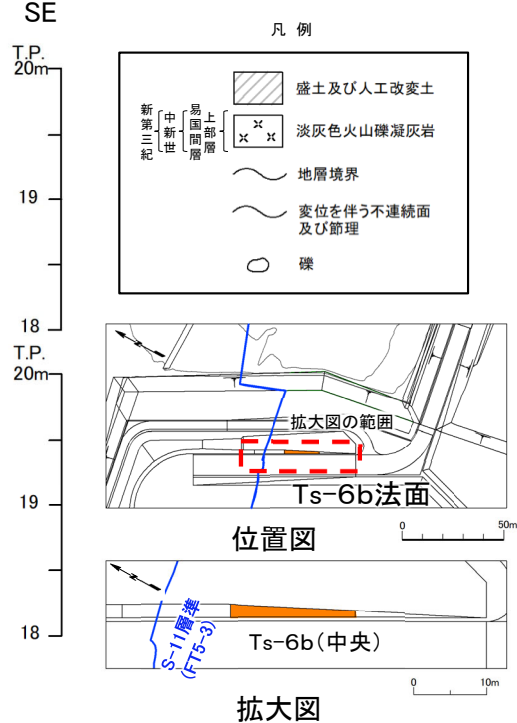 SE
T.P.
20m
19
18
T.P.
20m
19
18
凡 例
新第三紀
中新世
易国間層
上部層
盛土及び人工改変土
淡灰色火山礫凝灰岩
地層境界
変位を伴う不連続面
及び節理
礫
拡大図の範囲
Ts-6b法面
位置図
0 50m
S-11層準
(FT5-3)
Ts-6b(中央)
拡大図
0 10m